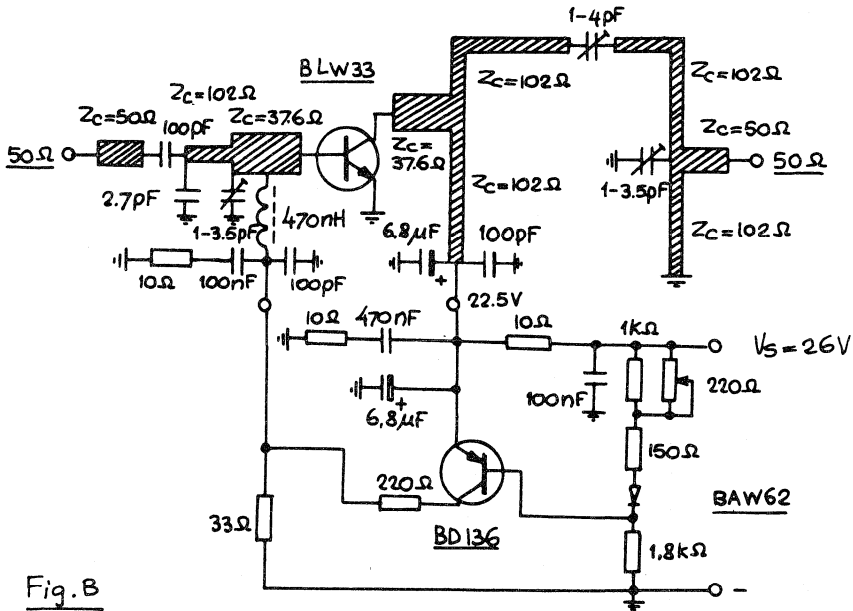 1-4pF
BLW33
Zc=102Ω
Zc=102Ω
Zc=102Ω
Zc=50Ω
Zc=37.6Ω
100pF
Zc=50Ω
50Ω
Zc=37.6Ω
50Ω
1-3.5pF
2.7pF
Zc=102Ω
470nH
1-3.5pF
6,8µF
100pF
Zc=102Ω
+
10Ω
100nF
100pF
22.5V
10Ω
470nF
10Ω
1kΩ
Vs=26V
220Ω
100nF
6,8µF
+
150Ω
220Ω
BAW62
33Ω
BD136
1,8kΩ
Fig.B
-